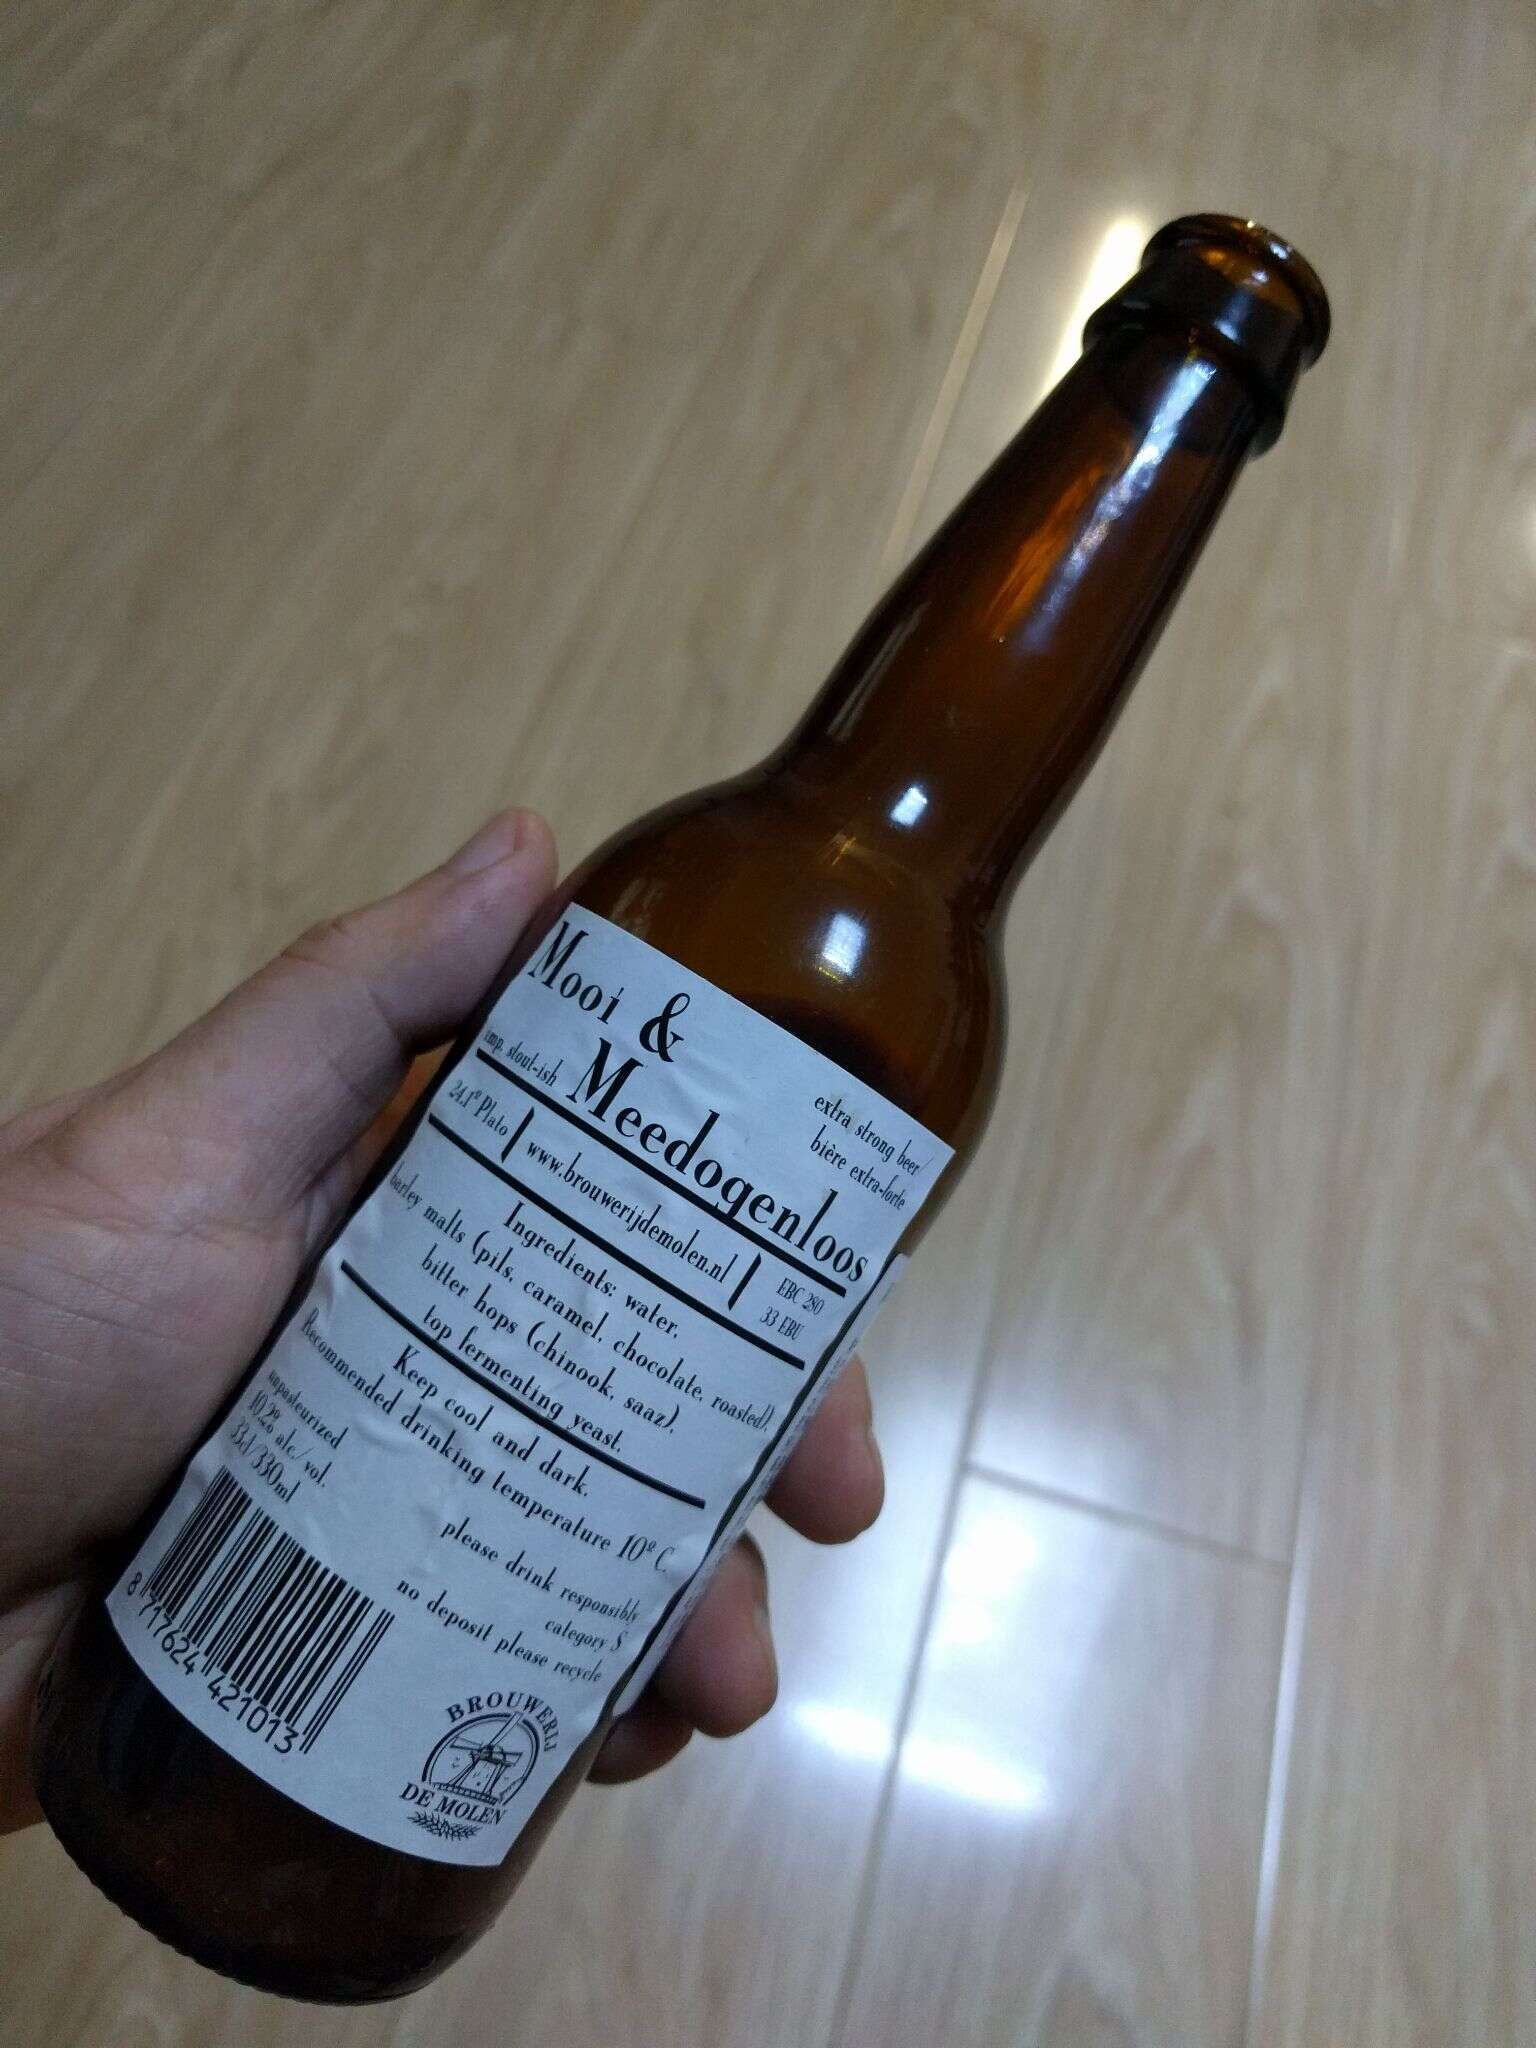 Mooi &
imp. stout-ish Meedogenloos
extra strong beer/
bière extra-forte
24.1º Plato
www.brouwerijdemolen.nl
EBC 280
33 EBU
Ingredients: water,
barley malts (pils, caramel, chocolate, roasted),
bitter hops (chinook, saaz),
top fermenting yeast.
Keep cool and dark.
Recommended drinking temperature 10º C.
unpasteurized
10.2% alc./vol.
33cl/330ml
please drink responsibly
category S
no deposit please recycle
8 717624 421013
BROUWERIJ
DE MOLEN